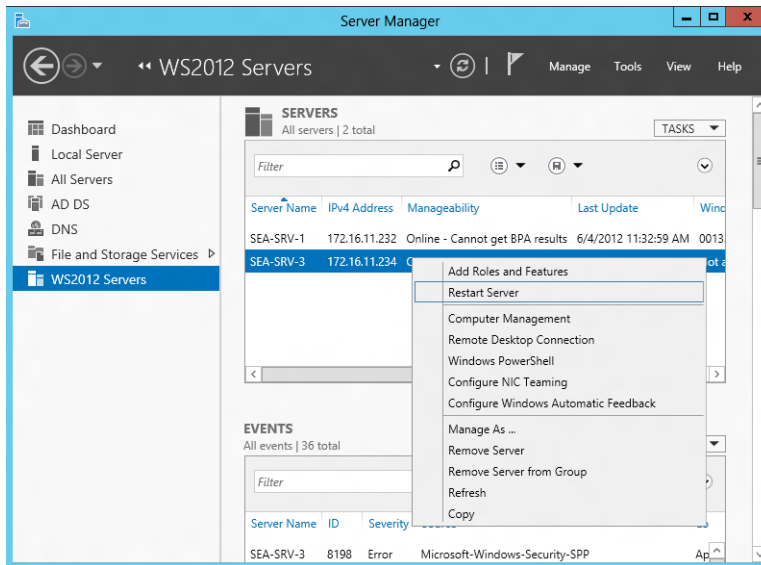 Server Manager
WS2012 Servers
Manage Tools View Help
Dashboard
Local Server
All Servers
AD DS
DNS
File and Storage Services
WS2012 Servers
SERVERS
All servers | 2 total
TASKS
Filter
Server Name IPv4 Address Manageability Last Update Winc
SEA-SRV-1 172.16.11.232 Online - Cannot get BPA results 6/4/2012 11:32:59 AM 0013
SEA-SRV-3 172.16.11.234
Add Roles and Features
Restart Server
Computer Management
Remote Desktop Connection
Windows PowerShell
Configure NIC Teaming
Configure Windows Automatic Feedback
Manage As ...
Remove Server
Remove Server from Group
Refresh
Copy
EVENTS
All events | 36 total
Filter
Server Name ID Severity
SEA-SRV-3 8198 Error Microsoft-Windows-Security-SPP Ap